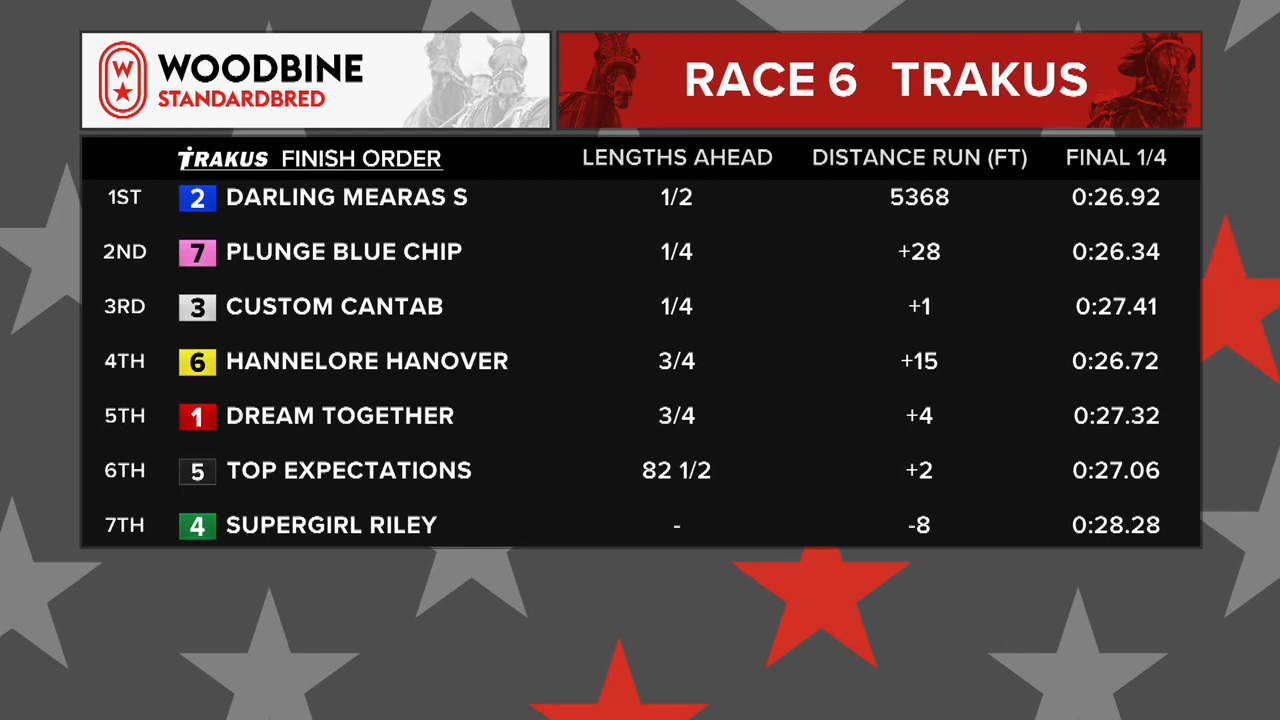 W
WOODBINE
STANDARDBRED
RACE 6 TRAKUS
TRAKUS FINISH ORDER LENGTHS AHEAD DISTANCE RUN (FT) FINAL 1/4
1ST 2 DARLING MEARAS S 1/2 5368 0:26.92
2ND 7 PLUNGE BLUE CHIP 1/4 +28 0:26.34
3RD 3 CUSTOM CANTAB 1/4 +1 0:27.41
4TH 6 HANNELORE HANOVER 3/4 +15 0:26.72
5TH 1 DREAM TOGETHER 3/4 +4 0:27.32
6TH 5 TOP EXPECTATIONS 82 1/2 +2 0:27.06
7TH 4 SUPERGIRL RILEY - -8 0:28.28